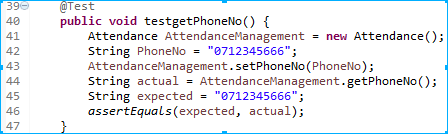 39 @Test
40 public void testgetPhoneNo() {
41 Attendance AttendanceManagement = new Attendance();
42 String PhoneNo = "0712345666";
43 AttendanceManagement.setPhoneNo(PhoneNo);
44 String actual = AttendanceManagement.getPhoneNo();
45 String expected = "0712345666";
46 assertEquals(expected, actual);
47 }